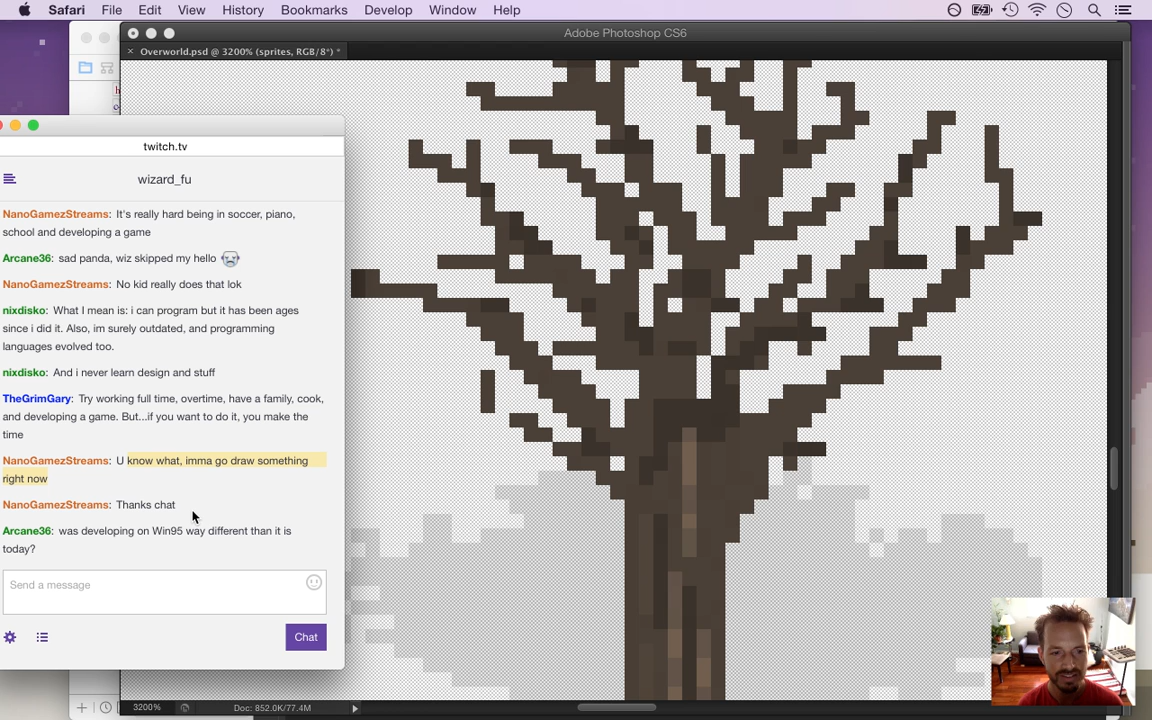 Safari File Edit View History Bookmarks Develop Window Help
Adobe Photoshop CS6
× Overworld.psd @ 3200% (sprites, RGB/8*) *
twitch.tv
wizard_fu
NanoGamezStreams: It's really hard being in soccer, piano,
school and developing a game
Arcane36: sad panda, wiz skipped my hello
NanoGamezStreams: No kid really does that lok
nixdisko: What I mean is: i can program but it has been ages
since i did it. Also, im surely outdated, and programming
languages evolved too.
nixdisko: And i never learn design and stuff
TheGrimGary: Try working full time, overtime, have a family, cook,
and developing a game. But...if you want to do it, you make the
time
NanoGamezStreams: U know what, imma go draw something
right now
NanoGamezStreams: Thanks chat
Arcane36: was developing on Win95 way different than it is
today?
Send a message
Chat
3200% Doc: 852.0K/77.4M